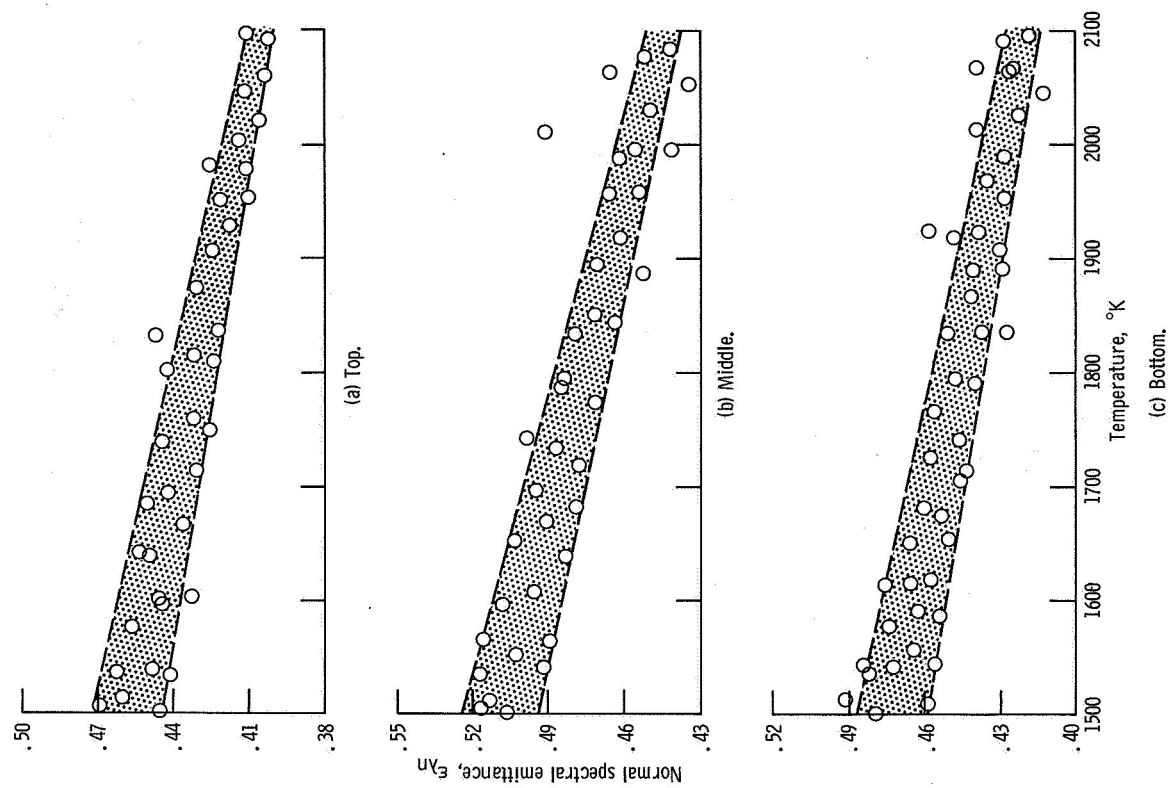 .50
.47
.44
.41
.38
(a) Top.
Normal spectral emittance, ελn
.55
.52
.49
.46
.43
(b) Middle.
.52
.49
.46
.43
.40
1500 1600 1700 1800 1900 2000 2100
Temperature, °K
(c) Bottom.